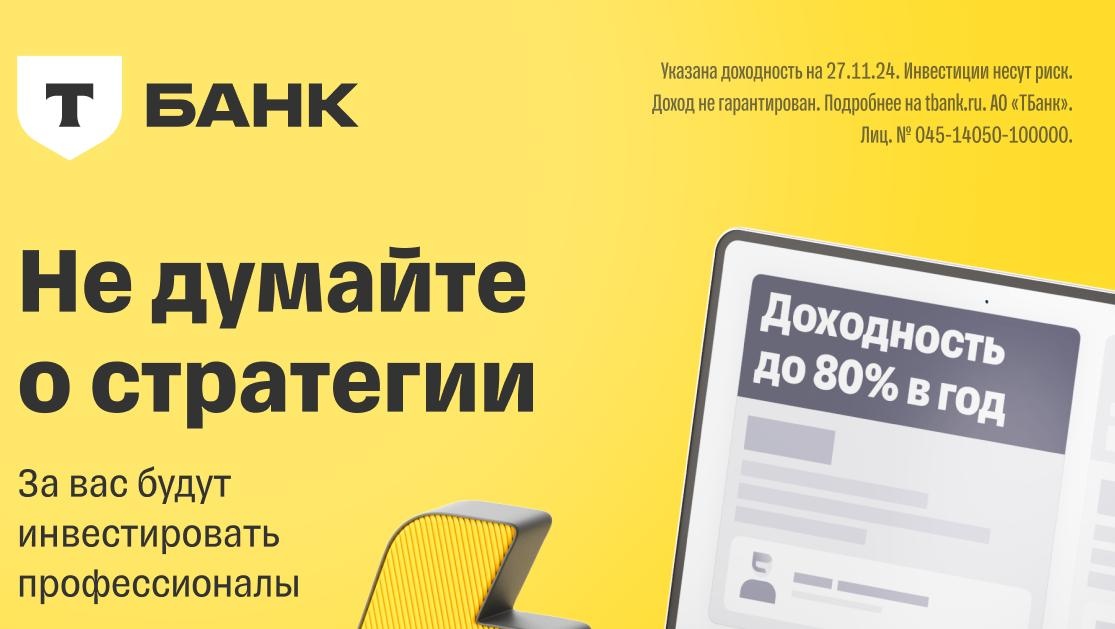 Т БАНК
Указана доходность на 27.11.24. Инвестиции несут риск.
Доход не гарантирован. Подробнее на tbank.ru. АО «ТБанк».
Лиц. № 045-14050-100000.
Не думайте
о стратегии
За вас будут
инвестировать
профессионалы
Доходность
до 80% в год